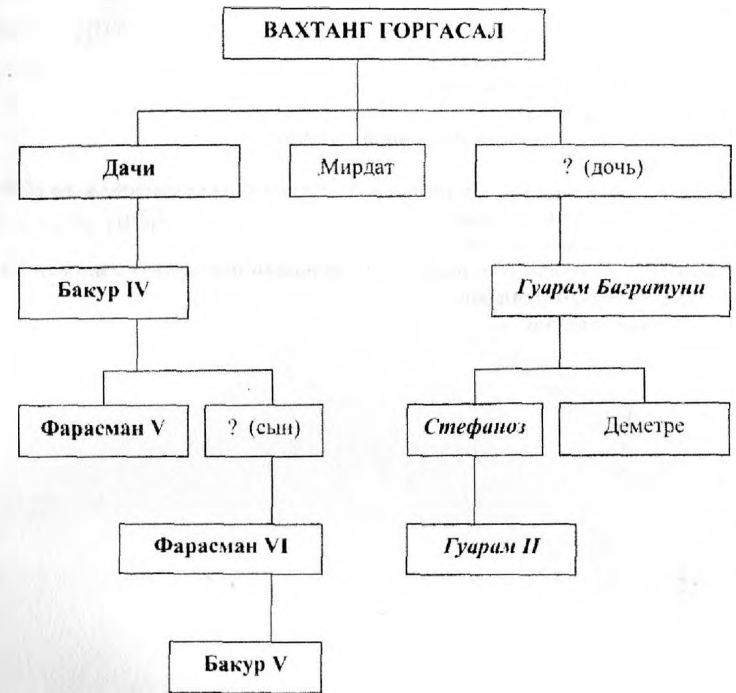 ВАХТАНГ ГОРГАСАЛ
Дачи
Мирдат
? (дочь)
Бакур IV
Гуарам Багратуни
Фарасман V
? (сын)
Стефаноз
Деметре
Фарасман VI
Гуарам II
Бакур V